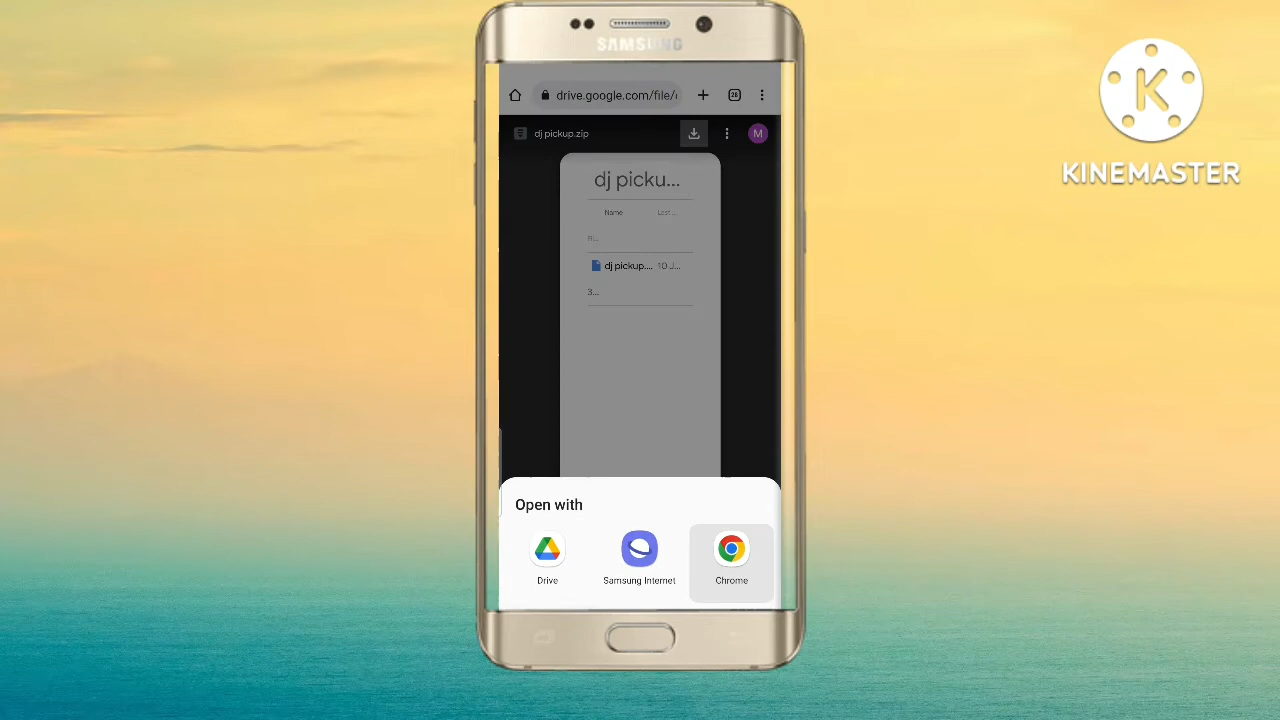 SAMSUNG
drive.google.com/file/
28
dj pickup.zip
M
dj picku...
Name Last ...
dj pickup.... 10 J...
3...
Open with
Drive Samsung Internet Chrome
K
KINEMASTER